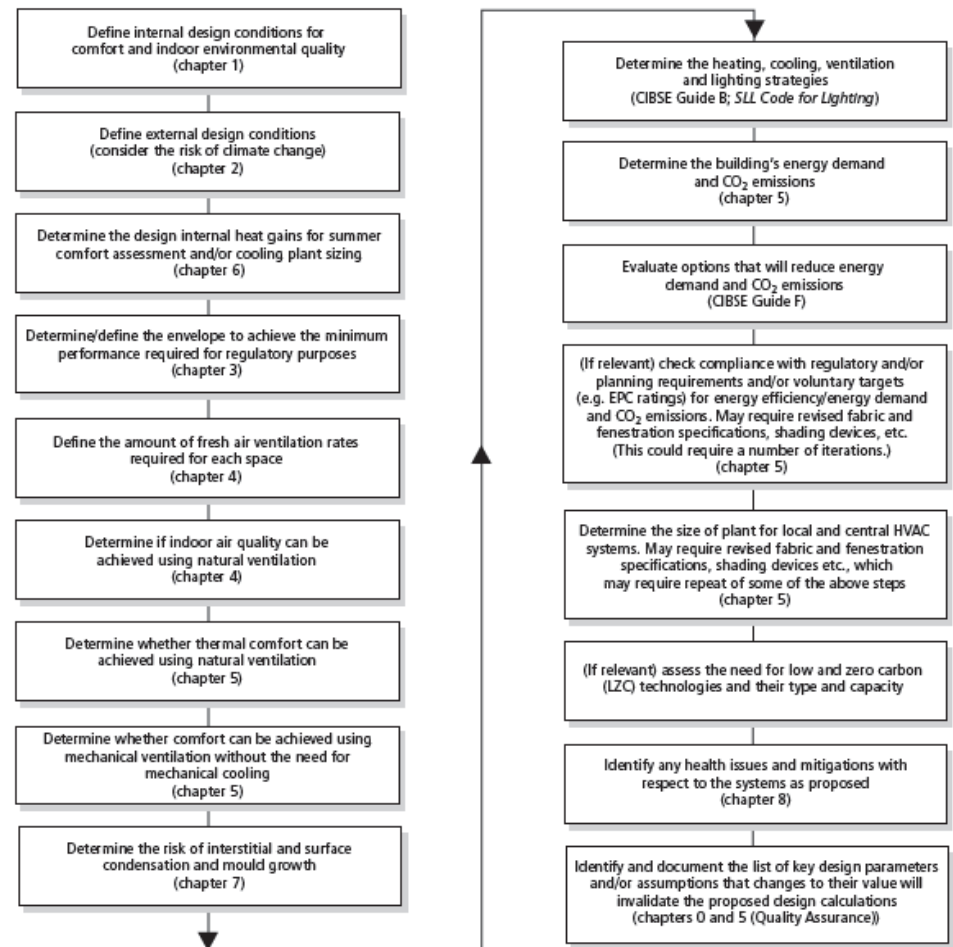 Define internal design conditions for
comfort and indoor environmental quality
(chapter 1)
Define external design conditions
(consider the risk of climate change)
(chapter 2)
Determine the design internal heat gains for summer
comfort assessment and/or cooling plant sizing
(chapter 6)
Determine/define the envelope to achieve the minimum
performance required for regulatory purposes
(chapter 3)
Define the amount of fresh air ventilation rates
required for each space
(chapter 4)
Determine if indoor air quality can be
achieved using natural ventilation
(chapter 4)
Determine whether thermal comfort can be
achieved using natural ventilation
(chapter 5)
Determine whether comfort can be achieved using
mechanical ventilation without the need for
mechanical cooling
(chapter 5)
Determine the risk of interstitial and surface
condensation and mould growth
(chapter 7)
Determine the heating, cooling, ventilation
and lighting strategies
(CIBSE Guide B; SLL Code for Lighting)
Determine the building's energy demand
and CO₂ emissions
(chapter 5)
Evaluate options that will reduce energy
demand and CO₂ emissions
(CIBSE Guide F)
(If relevant) check compliance with regulatory and/or
planning requirements and/or voluntary targets
(e.g. EPC ratings) for energy efficiency/energy demand
and CO₂ emissions. May require revised fabric and
fenestration specifications, shading devices, etc.
(This could require a number of iterations.)
(chapter 5)
Determine the size of plant for local and central HVAC
systems. May require revised fabric and fenestration
specifications, shading devices etc., which
may require repeat of some of the above steps
(chapter 5)
(If relevant) assess the need for low and zero carbon
(LZC) technologies and their type and capacity
Identify any health issues and mitigations with
respect to the systems as proposed
(chapter 8)
Identify and document the list of key design parameters
and/or assumptions that changes to their value will
invalidate the proposed design calculations
(chapters 0 and 5 (Quality Assurance))